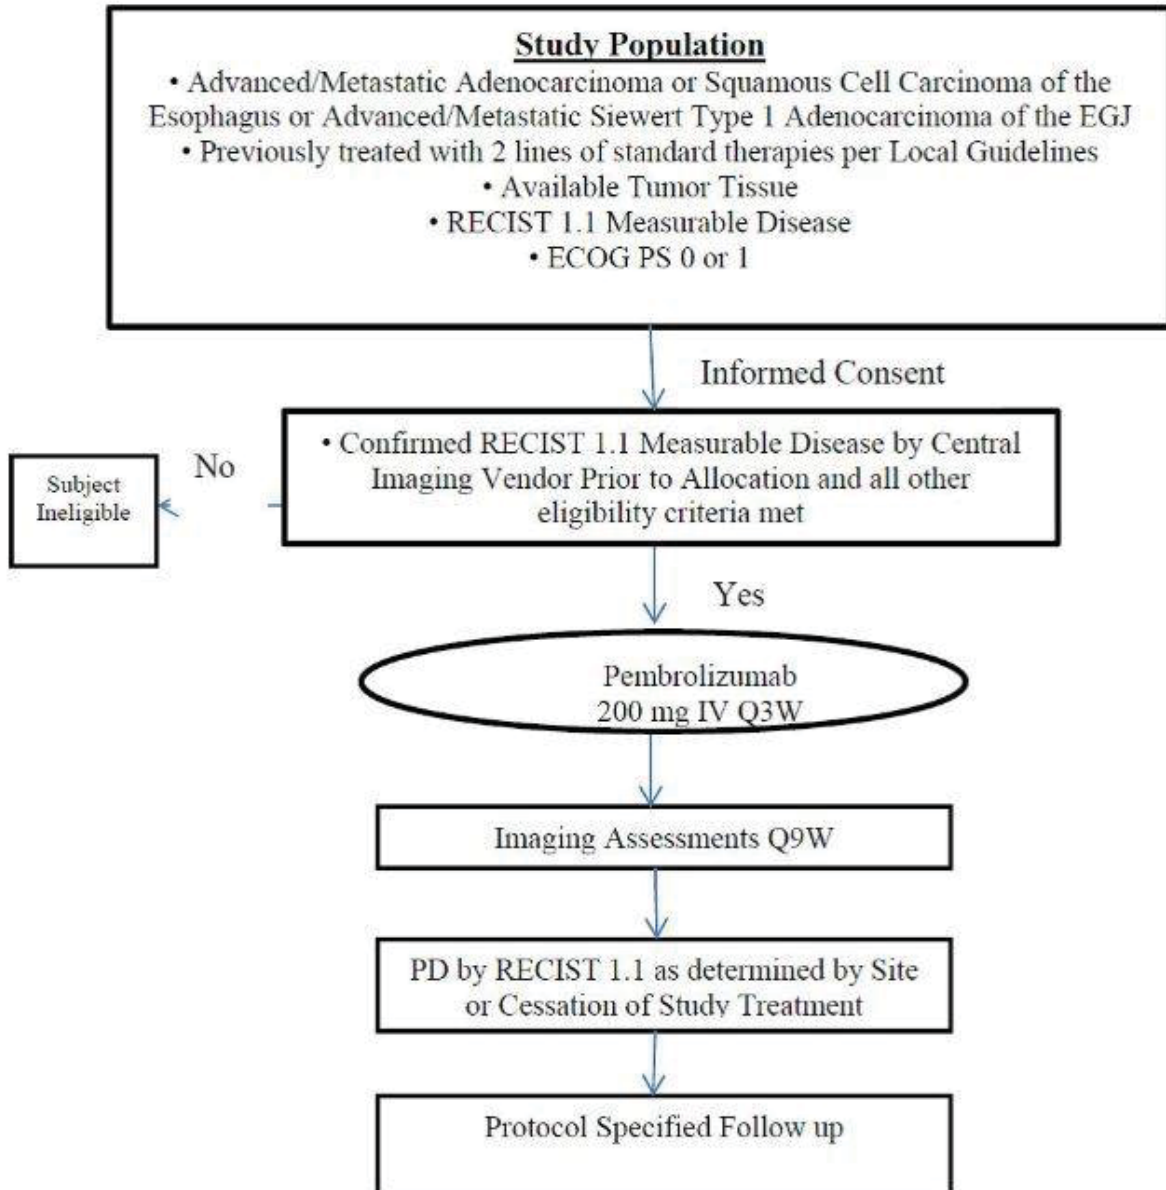 Study Population
• Advanced/Metastatic Adenocarcinoma or Squamous Cell Carcinoma of the
Esophagus or Advanced/Metastatic Siewert Type 1 Adenocarcinoma of the EGJ
• Previously treated with 2 lines of standard therapies per Local Guidelines
• Available Tumor Tissue
• RECIST 1.1 Measurable Disease
• ECOG PS 0 or 1
Informed Consent
• Confirmed RECIST 1.1 Measurable Disease by Central
Imaging Vendor Prior to Allocation and all other
eligibility criteria met
No
Subject
Ineligible
Yes
Pembrolizumab
200 mg IV Q3W
Imaging Assessments Q9W
PD by RECIST 1.1 as determined by Site
or Cessation of Study Treatment
Protocol Specified Follow up